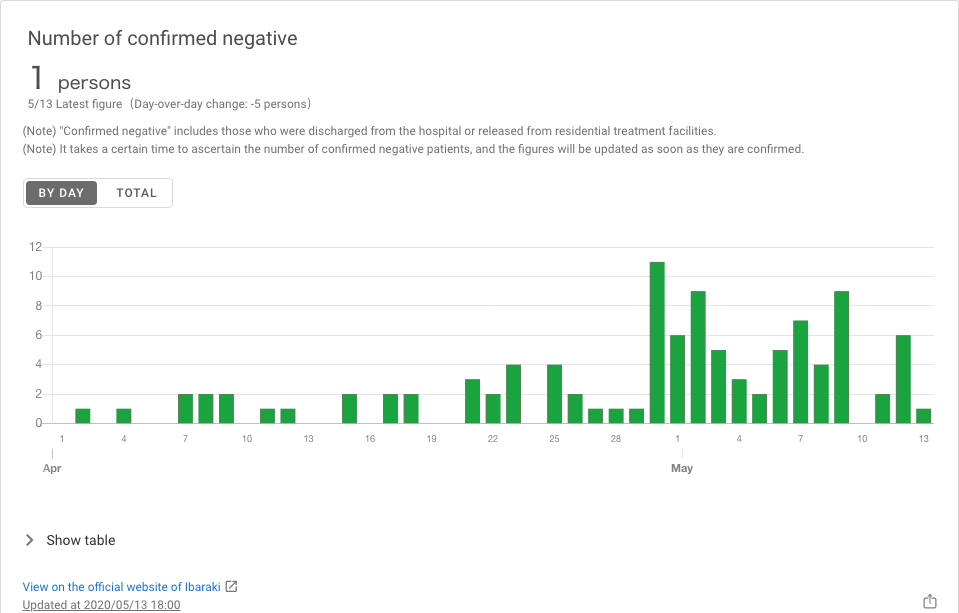 Number of confirmed negative
1 persons
5/13 Latest figure（Day-over-day change: -5 persons）
(Note) "Confirmed negative" includes those who were discharged from the hospital or released from residential treatment facilities.
(Note) It takes a certain time to ascertain the number of confirmed negative patients, and the figures will be updated as soon as they are confirmed.
BY DAY TOTAL
12
10
8
6
4
2
0
1 4 7 10 13 16 19 22 25 28 1 4 7 10 13
Apr May
Show table
View on the official website of Ibaraki
Updated at 2020/05/13 18:00